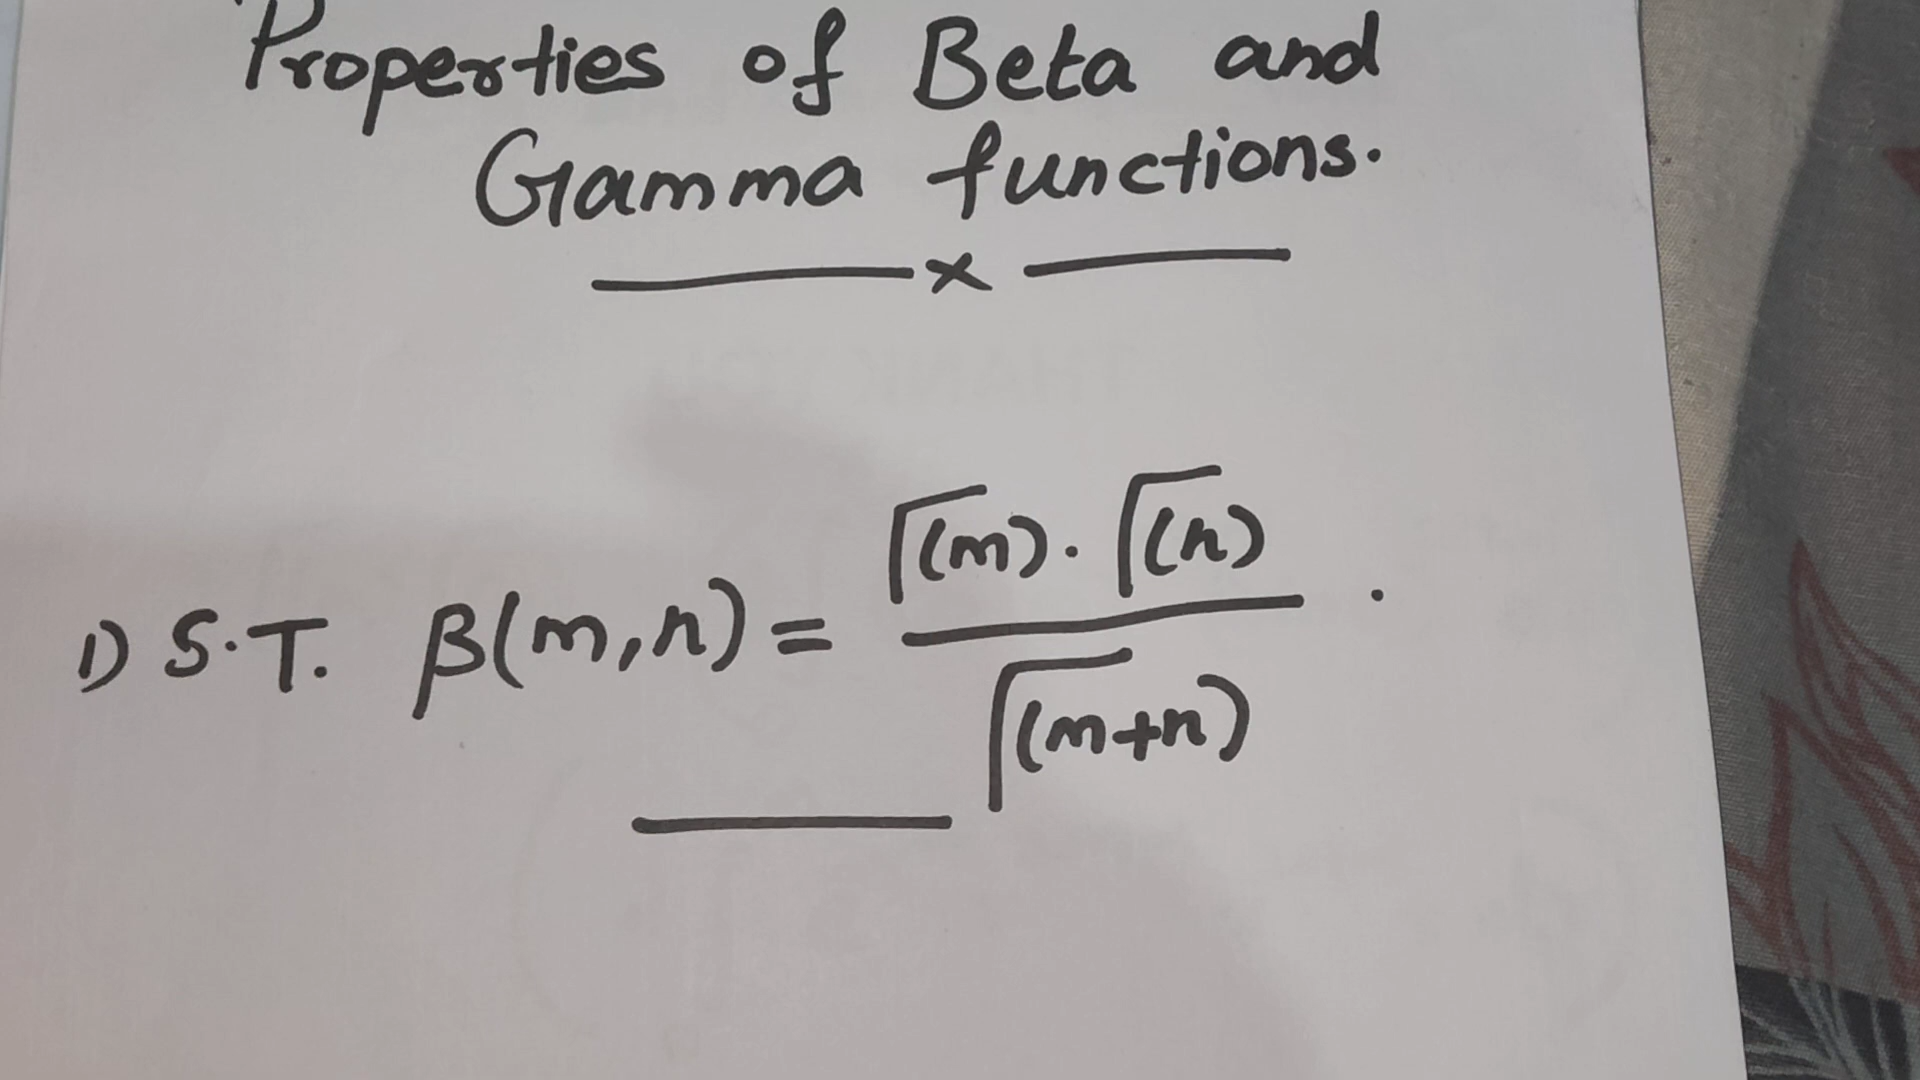 Properties of Beta and
Gamma functions.
x
1) S.T. β(m,n) = Γ(m). Γ(n) / Γ(m+n) .